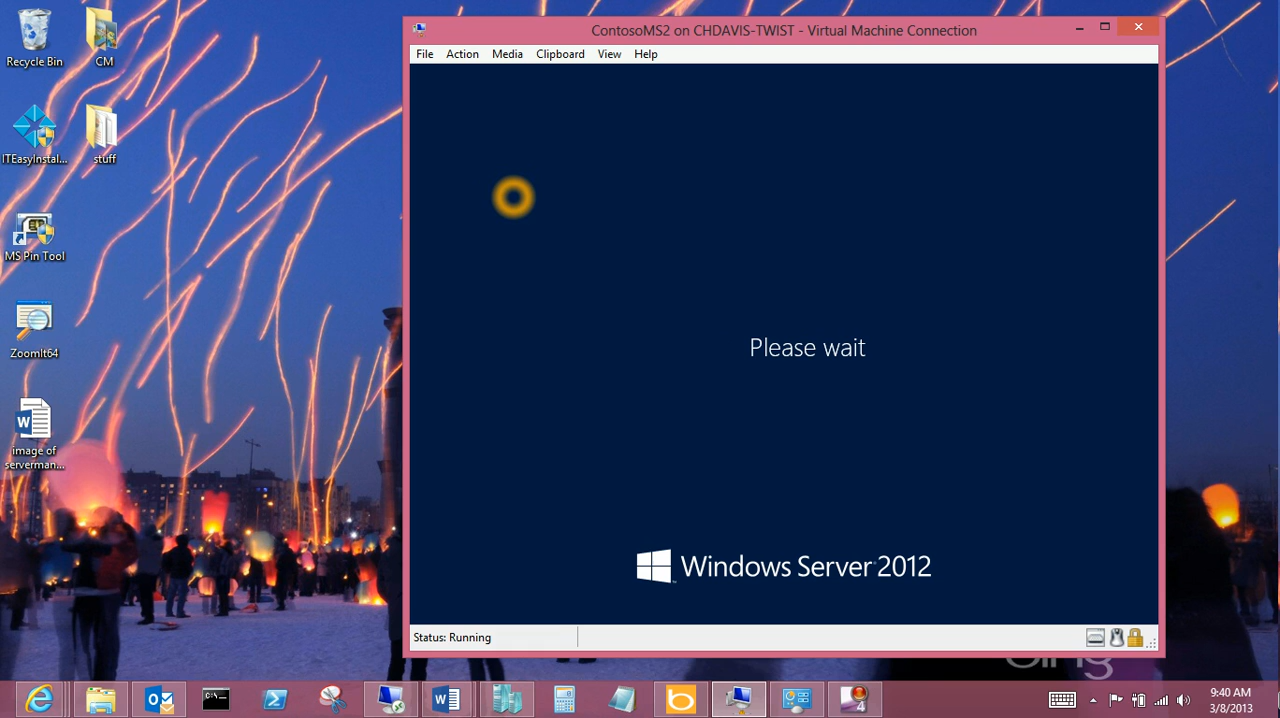 Recycle Bin
CM
ITEasyInstal...
stuff
MS Pin Tool
ZoomIt64
image of
serverman...
ContosoMS2 on CHDAVIS-TWIST - Virtual Machine Connection
File Action Media Clipboard View Help
Please wait
Windows Server 2012
Status: Running
9:40 AM
3/8/2013